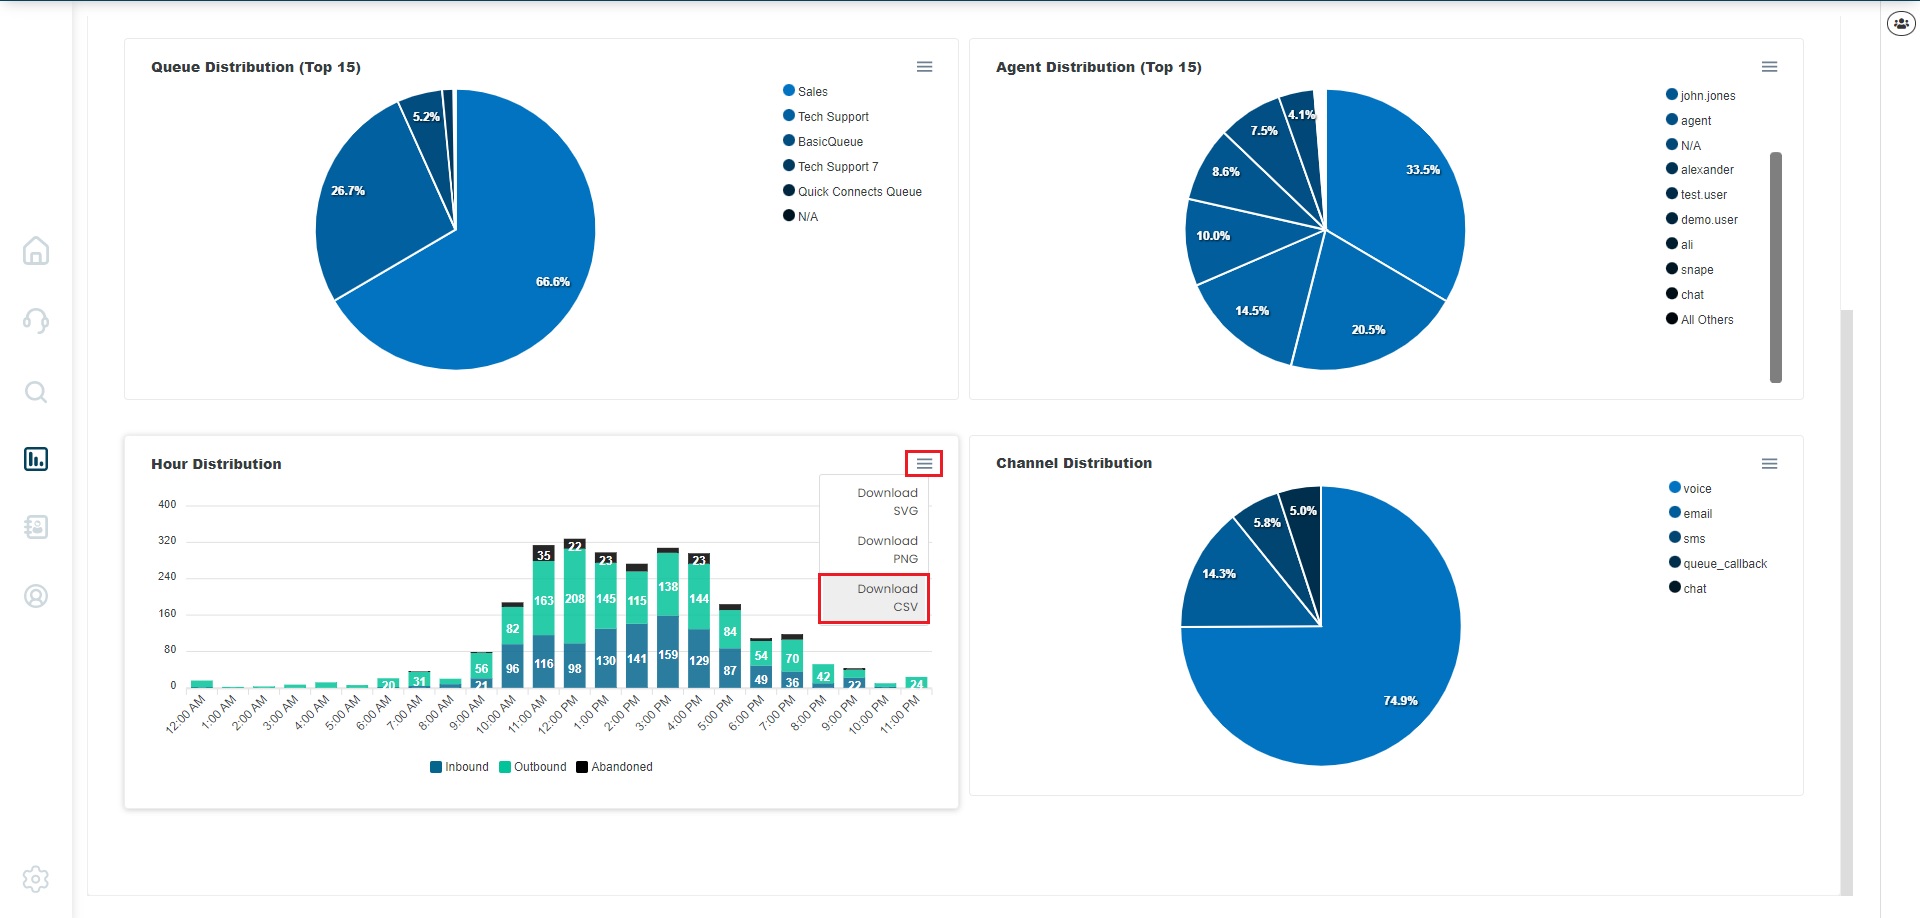 Queue Distribution (Top 15)
5.2%
26.7%
66.6%
Sales
Tech Support
BasicQueue
Tech Support 7
Quick Connects Queue
N/A
Agent Distribution (Top 15)
4.1%
7.5%
8.6%
10.0%
14.5%
20.5%
33.5%
john.jones
agent
N/A
alexander
test.user
demo.user
ali
snape
chat
All Others
Hour Distribution
Download
SVG
Download
PNG
Download
CSV
400
320
240
160
80
0
20
31
56
21
82
96
35
163
116
22
208
98
23
145
130
115
141
138
159
23
144
129
84
87
54
49
70
36
42
22
24
12:00 AM
1:00 AM
2:00 AM
3:00 AM
4:00 AM
5:00 AM
6:00 AM
7:00 AM
8:00 AM
9:00 AM
10:00 AM
11:00 AM
12:00 PM
1:00 PM
2:00 PM
3:00 PM
4:00 PM
5:00 PM
6:00 PM
7:00 PM
8:00 PM
9:00 PM
10:00 PM
11:00 PM
Inbound Outbound Abandoned
Channel Distribution
5.0%
5.8%
14.3%
74.9%
voice
email
sms
queue_callback
chat